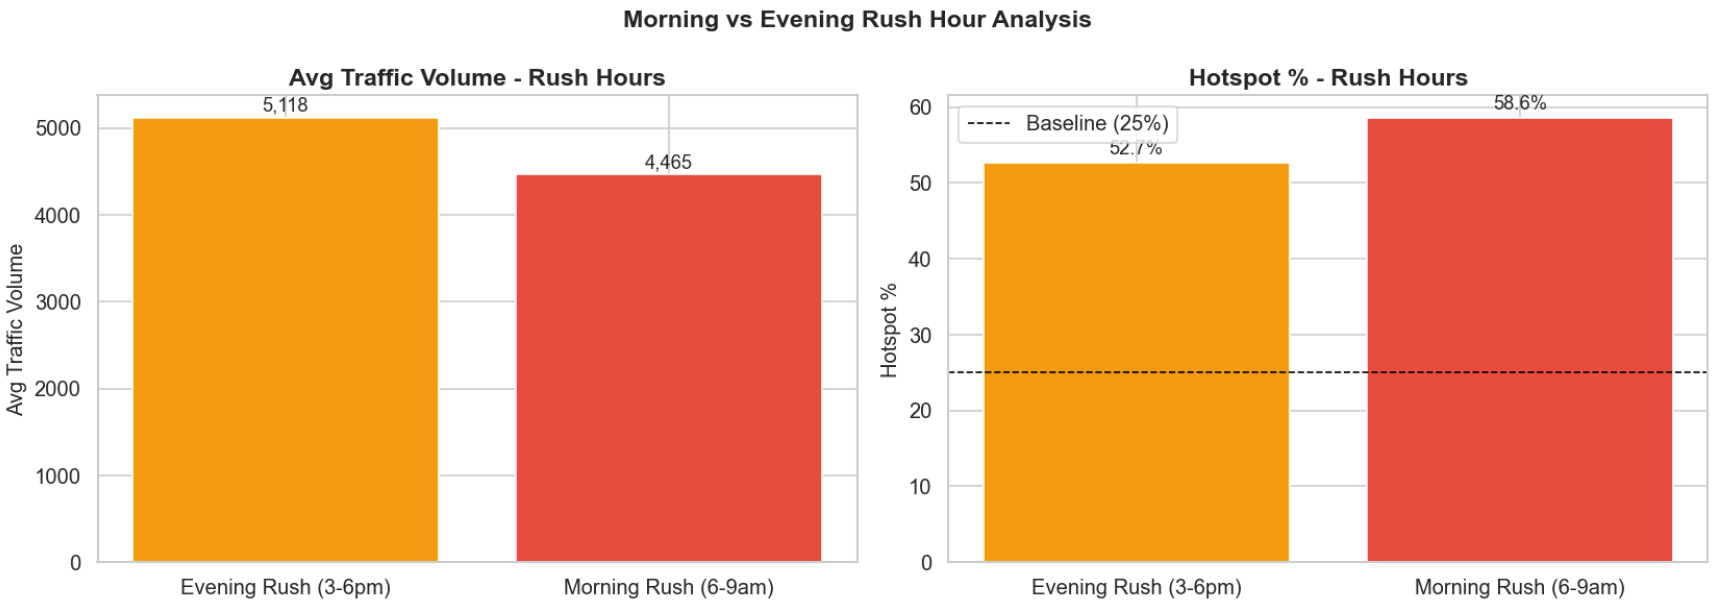 Morning vs Evening Rush Hour Analysis
Avg Traffic Volume - Rush Hours
5,118
4,465
5000
4000
3000
2000
1000
0
Avg Traffic Volume
Evening Rush (3-6pm)
Morning Rush (6-9am)
Hotspot % - Rush Hours
58.6%
Baseline (25%)
52.7%
60
50
40
30
20
10
0
Hotspot %
Evening Rush (3-6pm)
Morning Rush (6-9am)